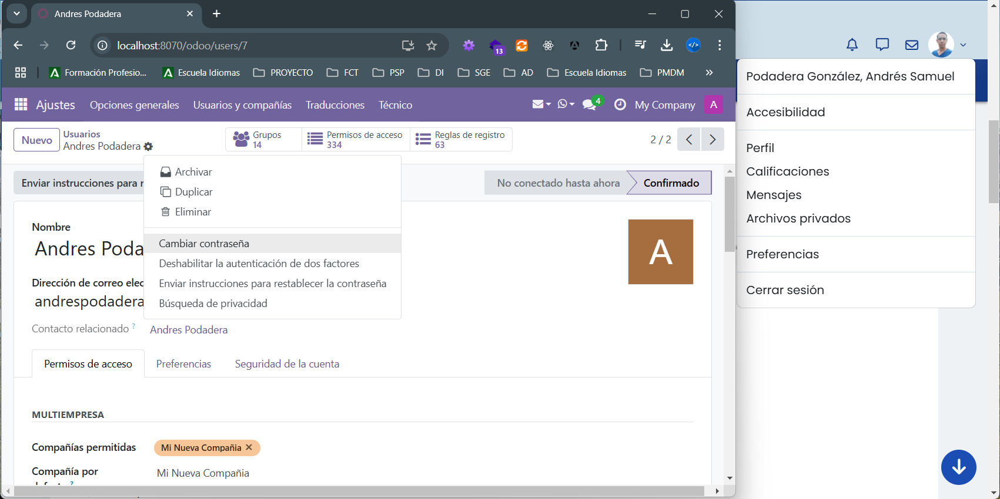 Andres Podadera
localhost:8070/odoo/users/7
13
Formación Profesio...
Escuela Idiomas
PROYECTO
FCT
PSP
DI
SGE
AD
Escuela Idiomas
PMDM
Ajustes
Opciones generales
Usuarios y compañías
Traducciones
Técnico
4
My Company
A
Nuevo
Usuarios
Andres Podadera
Grupos
14
Permisos de acceso
334
Reglas de registro
63
2 / 2
Archivar
Duplicar
Eliminar
Cambiar contraseña
Deshabilitar la autenticación de dos factores
Enviar instrucciones para restablecer la contraseña
Búsqueda de privacidad
Enviar instrucciones para r
No conectado hasta ahora
Confirmado
Nombre
Andres Poda
A
Dirección de correo elec
andrespodadera
Contacto relacionado ?
Andres Podadera
Permisos de acceso
Preferencias
Seguridad de la cuenta
MULTIEMPRESA
Compañías permitidas
Mi Nueva Compañia
Compañía por
Mi Nueva Compañia
Podadera González, Andrés Samuel
Accesibilidad
Perfil
Calificaciones
Mensajes
Archivos privados
Preferencias
Cerrar sesión